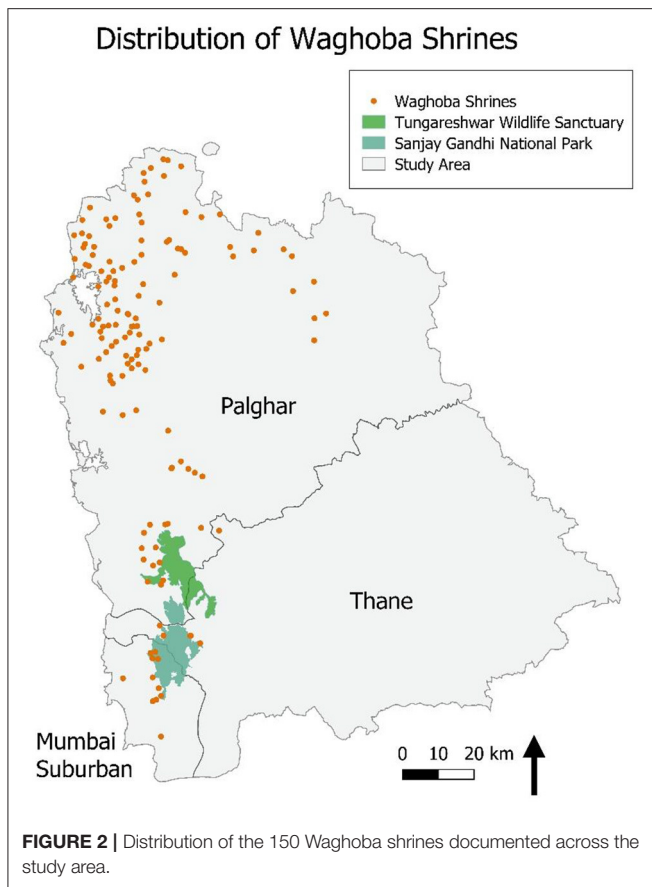 Distribution of Waghoba Shrines
Waghoba Shrines
Tungareshwar Wildlife Sanctuary
Sanjay Gandhi National Park
Study Area
Palghar
Thane
Mumbai
Suburban
0 10 20 km
FIGURE 2 | Distribution of the 150 Waghoba shrines documented across the
study area.